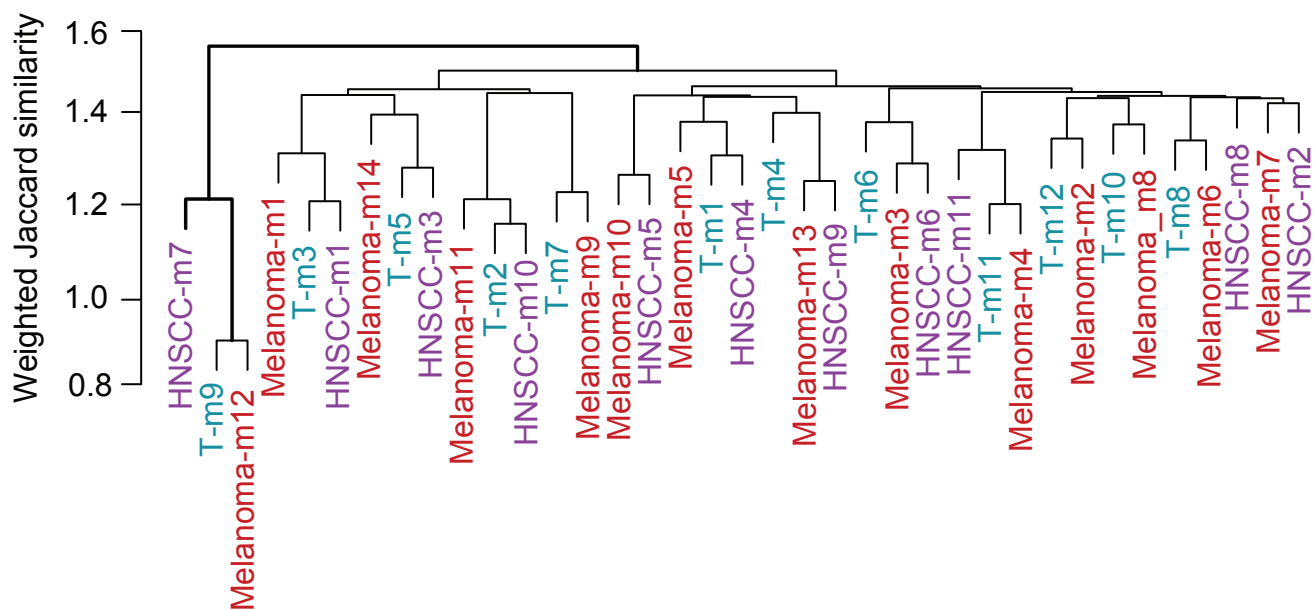 Weighted Jaccard similarity
1.6
1.4
1.2
1.0
0.8
HNSCC-m7
T-m9
Melanoma-m12
Melanoma-m1
T-m3
HNSCC-m1
Melanoma-m14
T-m5
HNSCC-m3
Melanoma-m11
T-m2
HNSCC-m10
T-m7
Melanoma-m9
Melanoma-m10
HNSCC-m5
Melanoma-m5
T-m1
HNSCC-m4
T-m4
Melanoma-m13
HNSCC-m9
T-m6
Melanoma-m3
HNSCC-m6
HNSCC-m11
T-m11
Melanoma-m4
T-m12
Melanoma-m2
T-m10
Melanoma_m8
T-m8
Melanoma-m6
HNSCC-m8
Melanoma-m7
HNSCC-m2